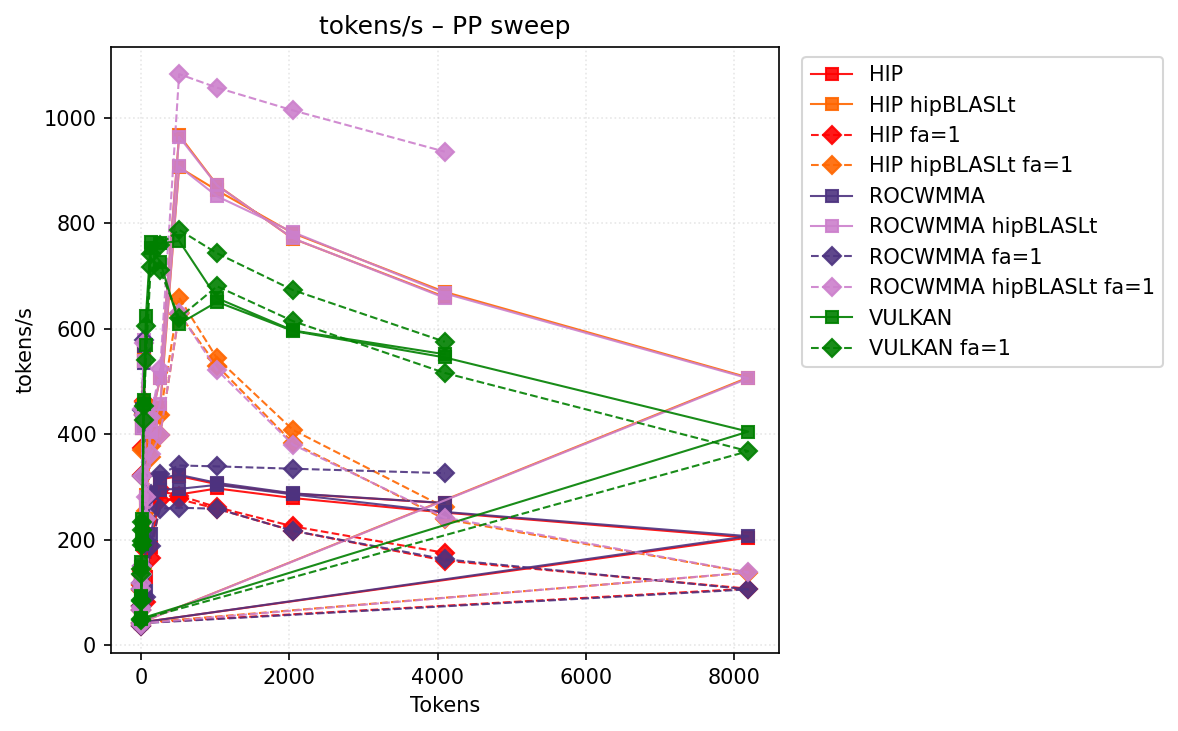 tokens/s – PP sweep
tokens/s
1000
800
600
400
200
0
0 2000 4000 6000 8000
Tokens
HIP
HIP hipBLASLt
HIP fa=1
HIP hipBLASLt fa=1
ROCWMMA
ROCWMMA hipBLASLt
ROCWMMA fa=1
ROCWMMA hipBLASLt fa=1
VULKAN
VULKAN fa=1